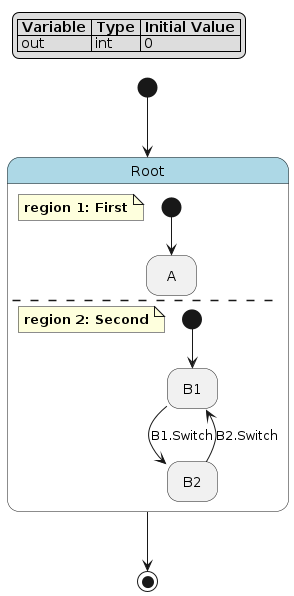 Variable Type Initial Value
out int 0
Root
region 1: First
A
region 2: Second
B1
B1.Switch B2.Switch
B2